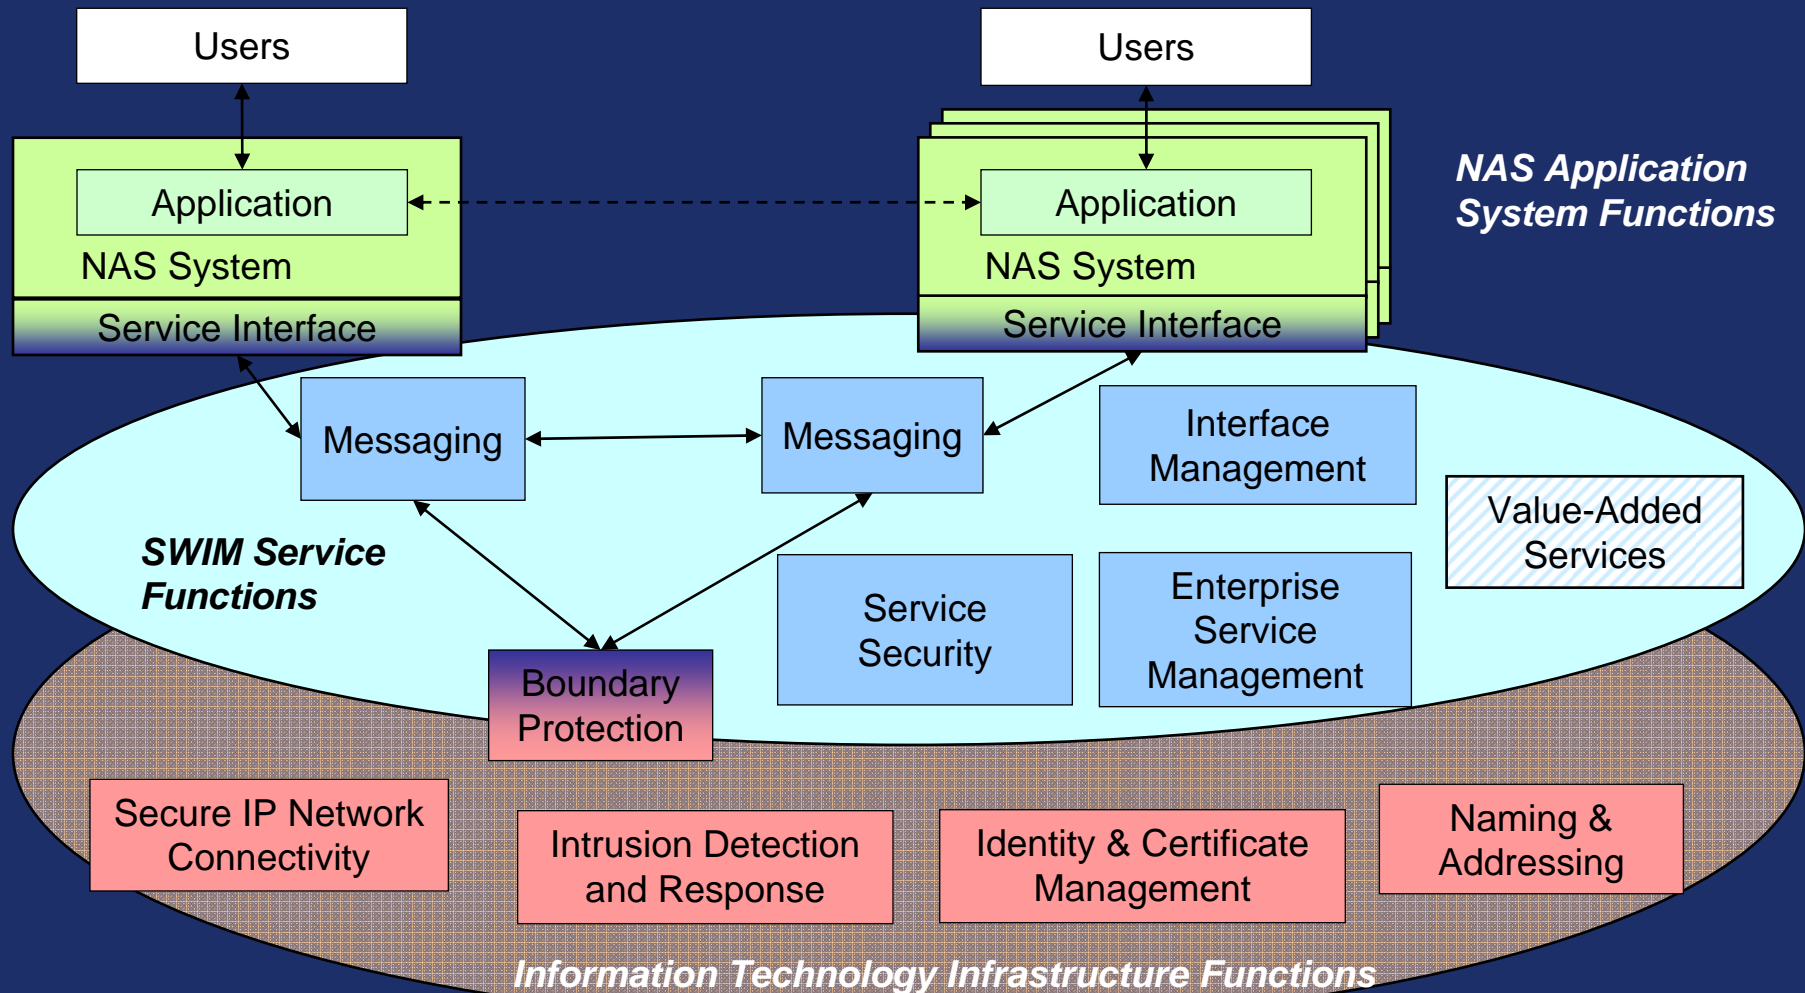 Users
Users
Application
NAS System
Service Interface
Application
NAS System
Service Interface
NAS Application
System Functions
Messaging
Messaging
Interface
Management
Value-Added
Services
SWIM Service
Functions
Service
Security
Enterprise
Service
Management
Boundary
Protection
Secure IP Network
Connectivity
Intrusion Detection
and Response
Identity & Certificate
Management
Naming &
Addressing
Information Technology Infrastructure Functions